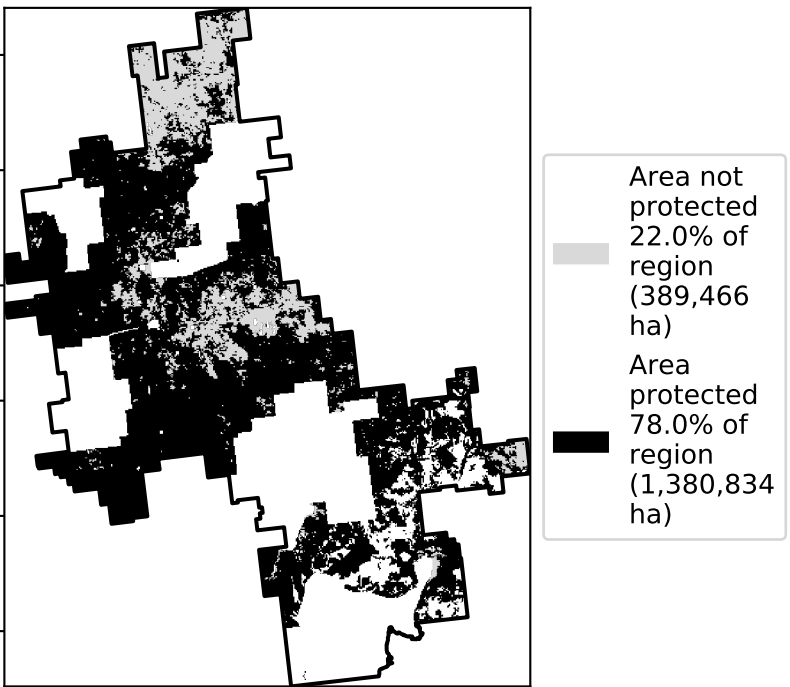 Area not
protected
22.0% of
region
(389,466
ha)
Area
protected
78.0% of
region
(1,380,834
ha)